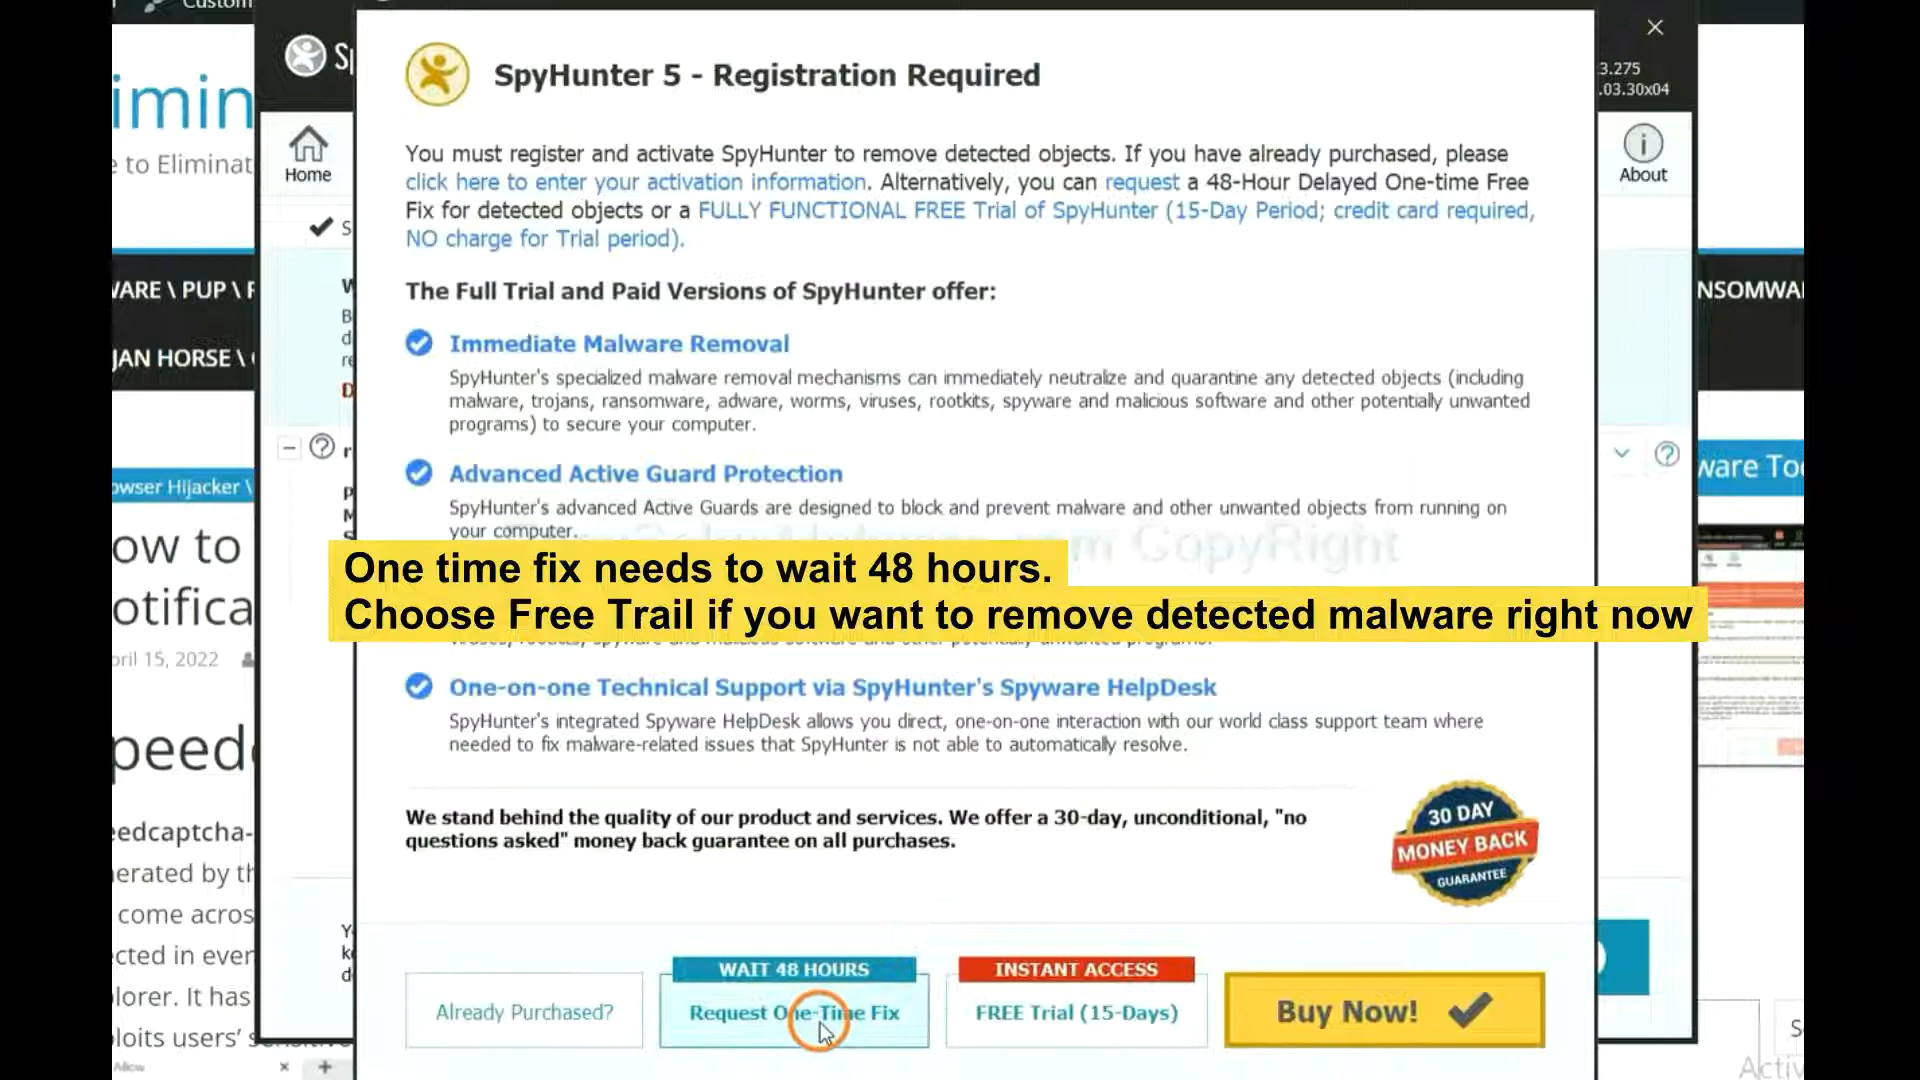 Custom
3.275
.03.30x04
imin
e to Eliminat
Home
About
SpyHunter 5 - Registration Required
You must register and activate SpyHunter to remove detected objects. If you have already purchased, please
click here to enter your activation information. Alternatively, you can request a 48-Hour Delayed One-time Free
Fix for detected objects or a FULLY FUNCTIONAL FREE Trial of SpyHunter (15-Day Period; credit card required,
NO charge for Trial period).
WARE \ PUP \
NSOMWA
The Full Trial and Paid Versions of SpyHunter offer:
JAN HORSE \
Immediate Malware Removal
SpyHunter's specialized malware removal mechanisms can immediately neutralize and quarantine any detected objects (including
malware, trojans, ransomware, adware, worms, viruses, rootkits, spyware and malicious software and other potentially unwanted
programs) to secure your computer.
Advanced Active Guard Protection
SpyHunter's advanced Active Guards are designed to block and prevent malware and other unwanted objects from running on
your computer.
owser Hijacker \
ware Too
CopyRight
ow to
otifica
pril 15, 2022
One time fix needs to wait 48 hours.
Choose Free Trail if you want to remove detected malware right now
One-on-one Technical Support via SpyHunter's Spyware HelpDesk
SpyHunter's integrated Spyware HelpDesk allows you direct, one-on-one interaction with our world class support team where
needed to fix malware-related issues that SpyHunter is not able to automatically resolve.
peed
We stand behind the quality of our product and services. We offer a 30-day, unconditional, "no
questions asked" money back guarantee on all purchases.
30 DAY
MONEY BACK
GUARANTEE
eedcaptcha-
erated by th
come across
cted in ever
lorer. It has
ploits users'
WAIT 48 HOURS
INSTANT ACCESS
Already Purchased?
Request One-Time Fix
FREE Trial (15-Days)
Buy Now!
Allow
Activ